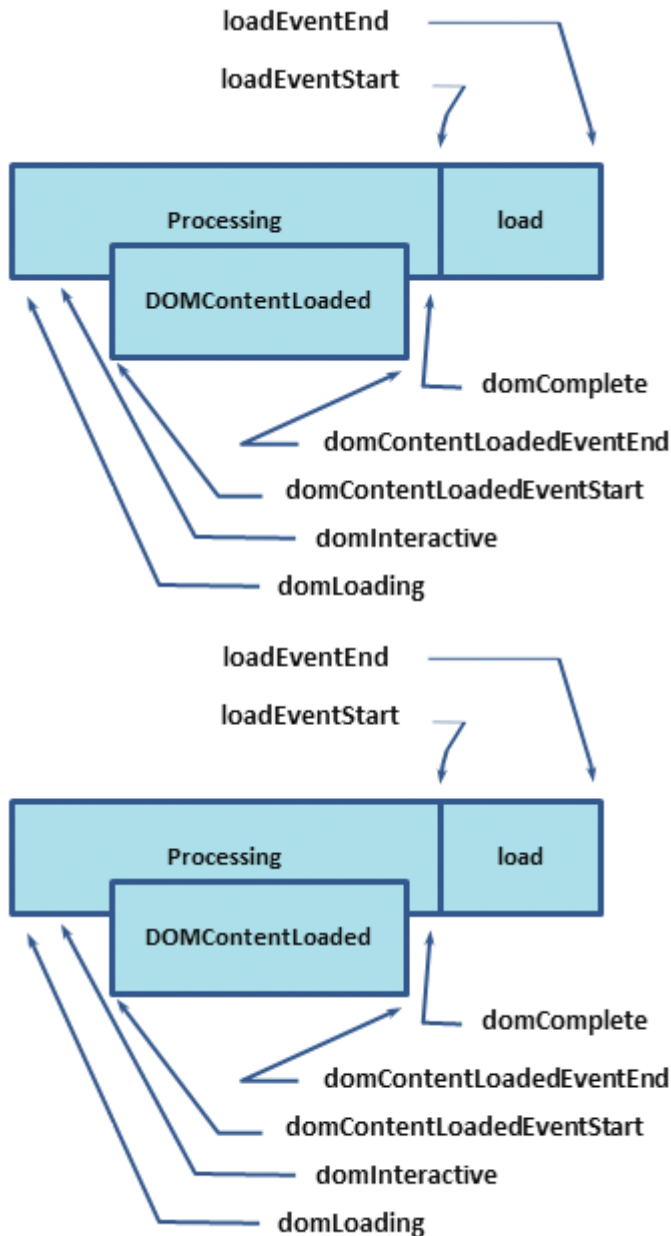 loadEventEnd
loadEventStart
Processing
load
DOMContentLoaded
domComplete
domContentLoadedEventEnd
domContentLoadedEventStart
domInteractive
domLoading
loadEventEnd
loadEventStart
Processing
load
DOMContentLoaded
domComplete
domContentLoadedEventEnd
domContentLoadedEventStart
domInteractive
domLoading